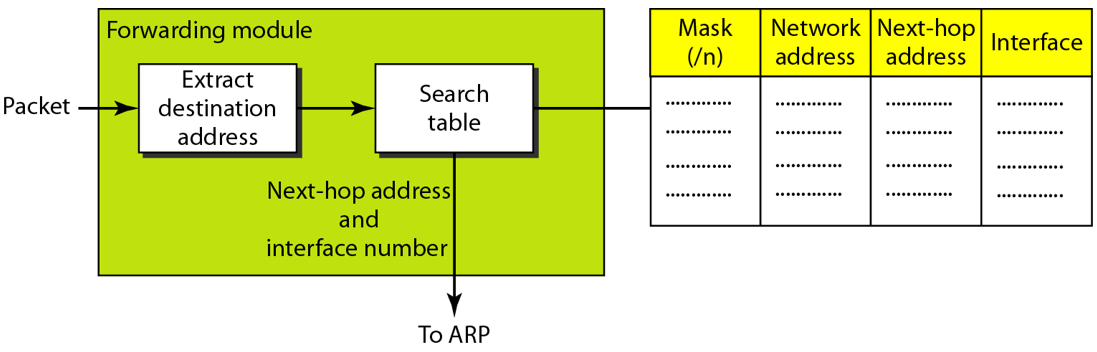 Forwarding module
Packet
Extract
destination
address
Search
table
Next-hop address
and
interface number
To ARP
Mask
(/n)
Network
address
Next-hop
address
Interface